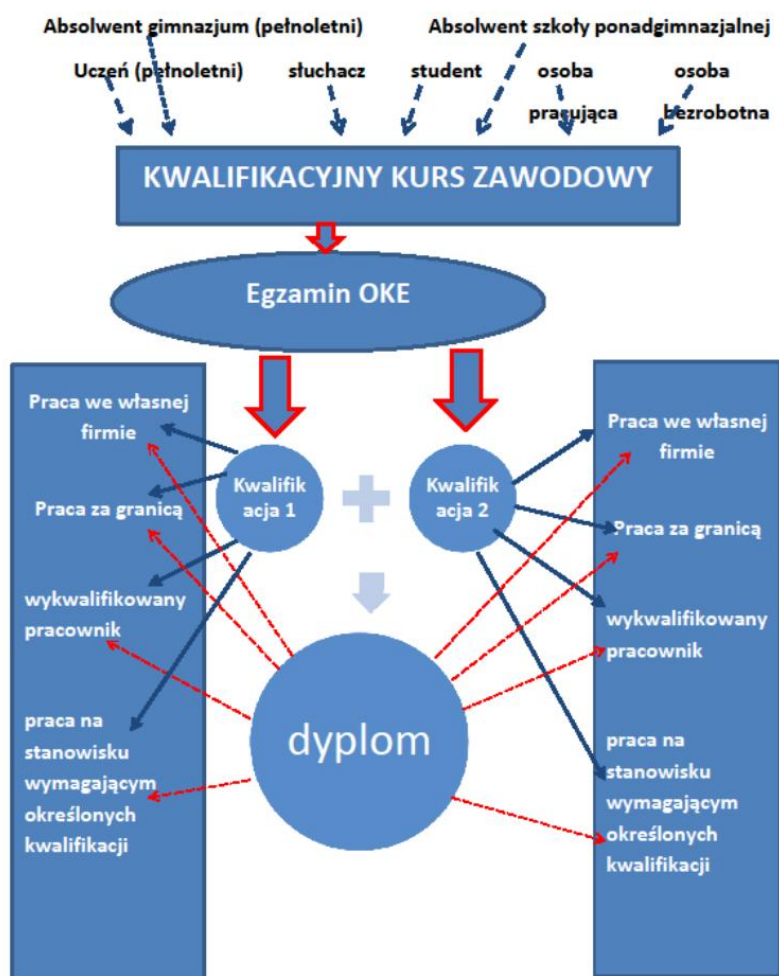 Absolwent gimnazjum (pełnoletni)
Absolwent szkoły ponadgimnazjalnej
Uczeń (pełnoletni)
słuchacz
student
osoba
pracująca
osoba
bezrobotna
KWALIFIKACYJNY KURS ZAWODOWY
Egzamin OKE
Praca we własnej
firmie
Praca za granicą
wykwalifikowany
pracownik
praca na
stanowisku
wymagającym
określonych
kwalifikacji
Kwalifik
acja 1
Kwalifik
acja 2
dyplom
Praca we własnej
firmie
Praca za granicą
wykwalifikowany
pracownik
praca na
stanowisku
wymagającym
określonych
kwalifikacji